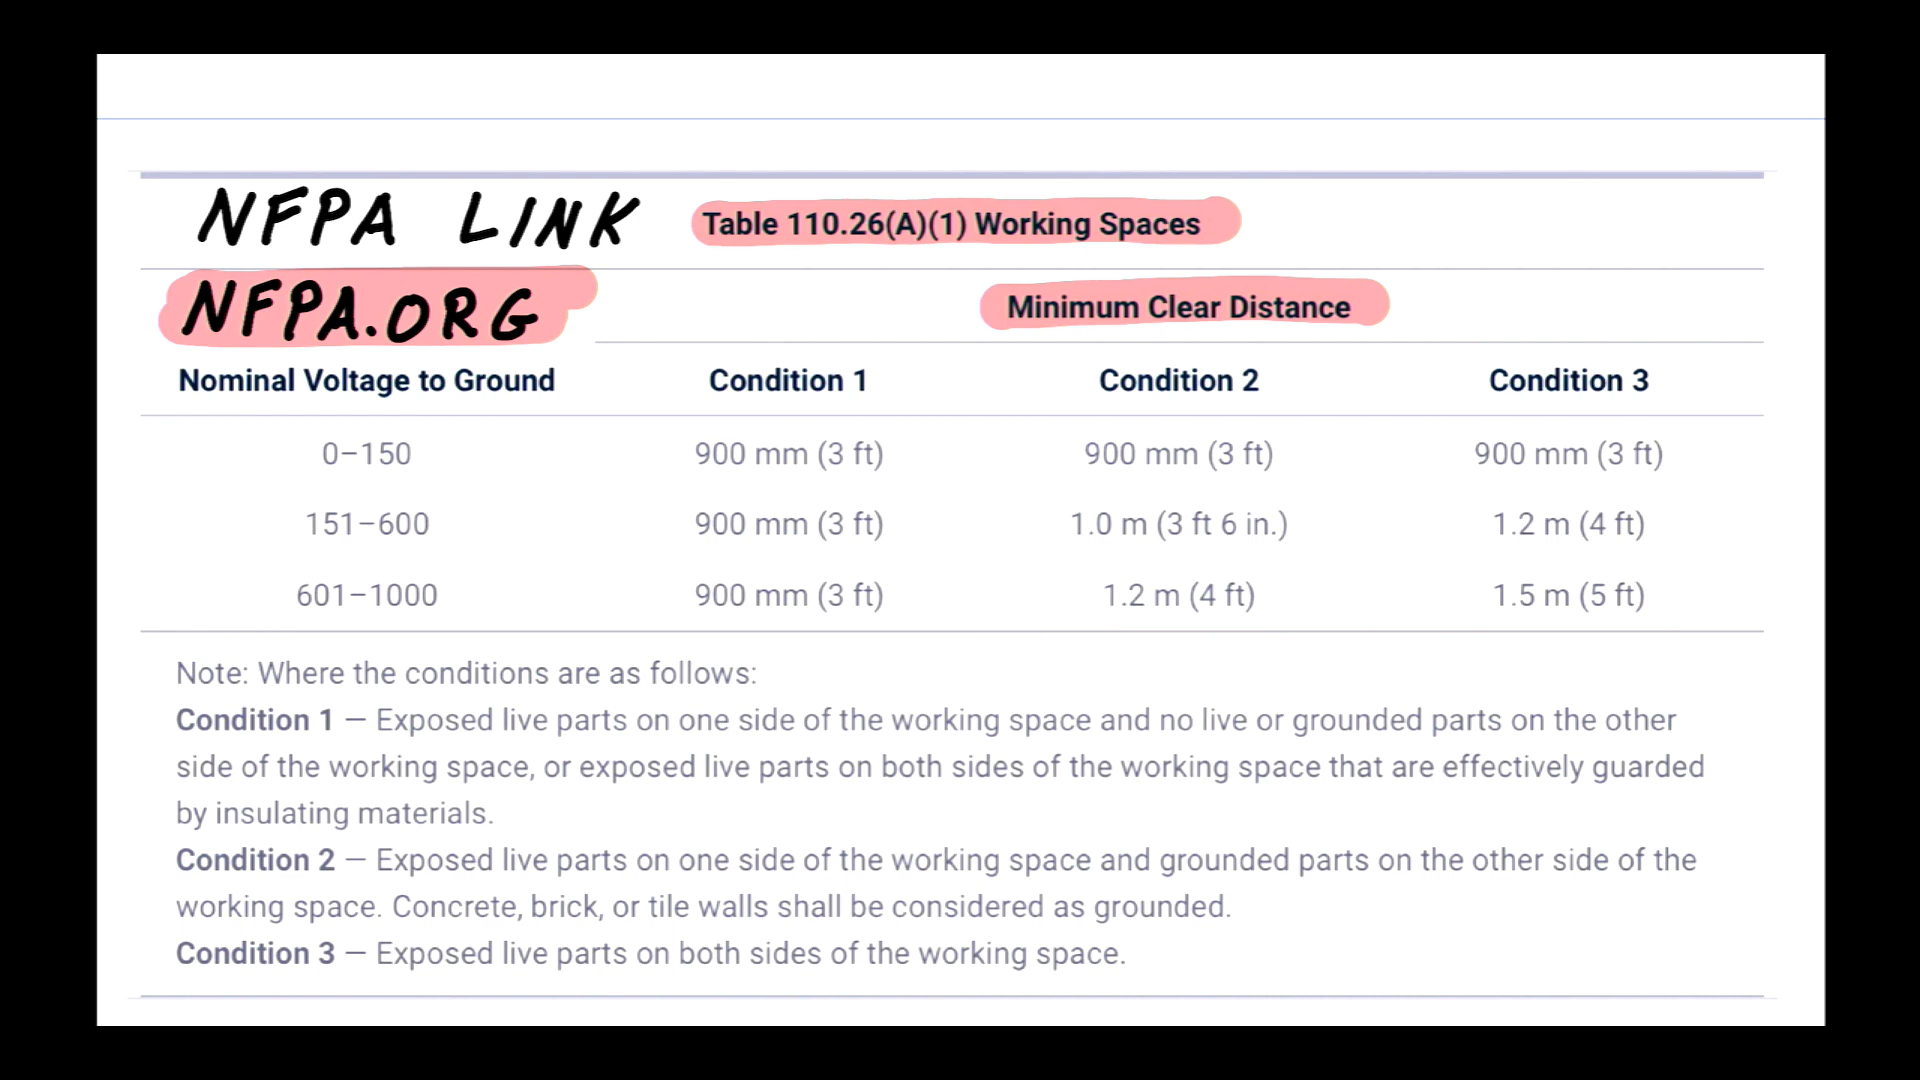 NFPA LINK
Table 110.26(A)(1) Working Spaces
NFPA.ORG
Minimum Clear Distance
Nominal Voltage to Ground Condition 1 Condition 2 Condition 3
0–150 900 mm (3 ft) 900 mm (3 ft) 900 mm (3 ft)
151–600 900 mm (3 ft) 1.0 m (3 ft 6 in.) 1.2 m (4 ft)
601–1000 900 mm (3 ft) 1.2 m (4 ft) 1.5 m (5 ft)
Note: Where the conditions are as follows:
Condition 1 — Exposed live parts on one side of the working space and no live or grounded parts on the other
side of the working space, or exposed live parts on both sides of the working space that are effectively guarded
by insulating materials.
Condition 2 — Exposed live parts on one side of the working space and grounded parts on the other side of the
working space. Concrete, brick, or tile walls shall be considered as grounded.
Condition 3 — Exposed live parts on both sides of the working space.